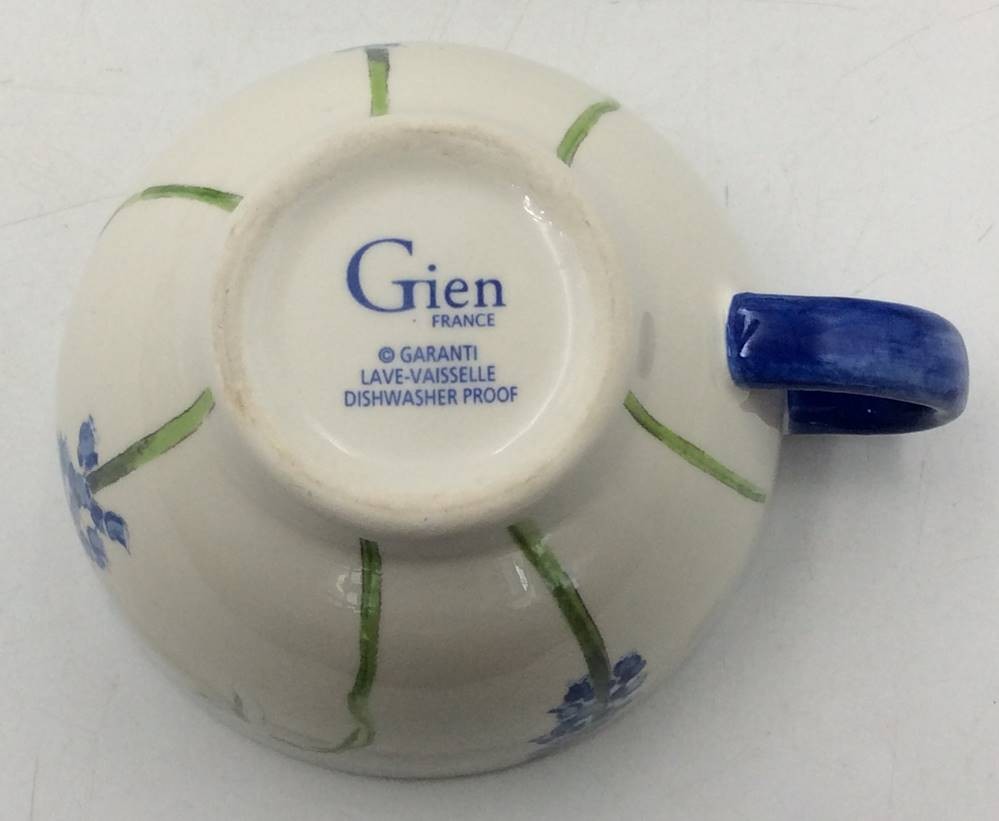 Gien
FRANCE
© GARANTI
LAVE-VAISSELLE
DISHWASHER PROOF